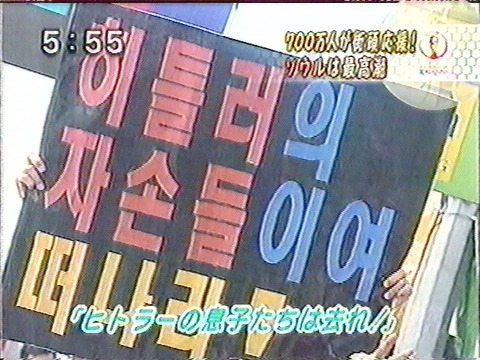 5:55
700万人が街頭応援!
ソウルは最高潮
히틀러의
자손들이여
떠나라!
「ヒトラーの息子たちは去れ!」